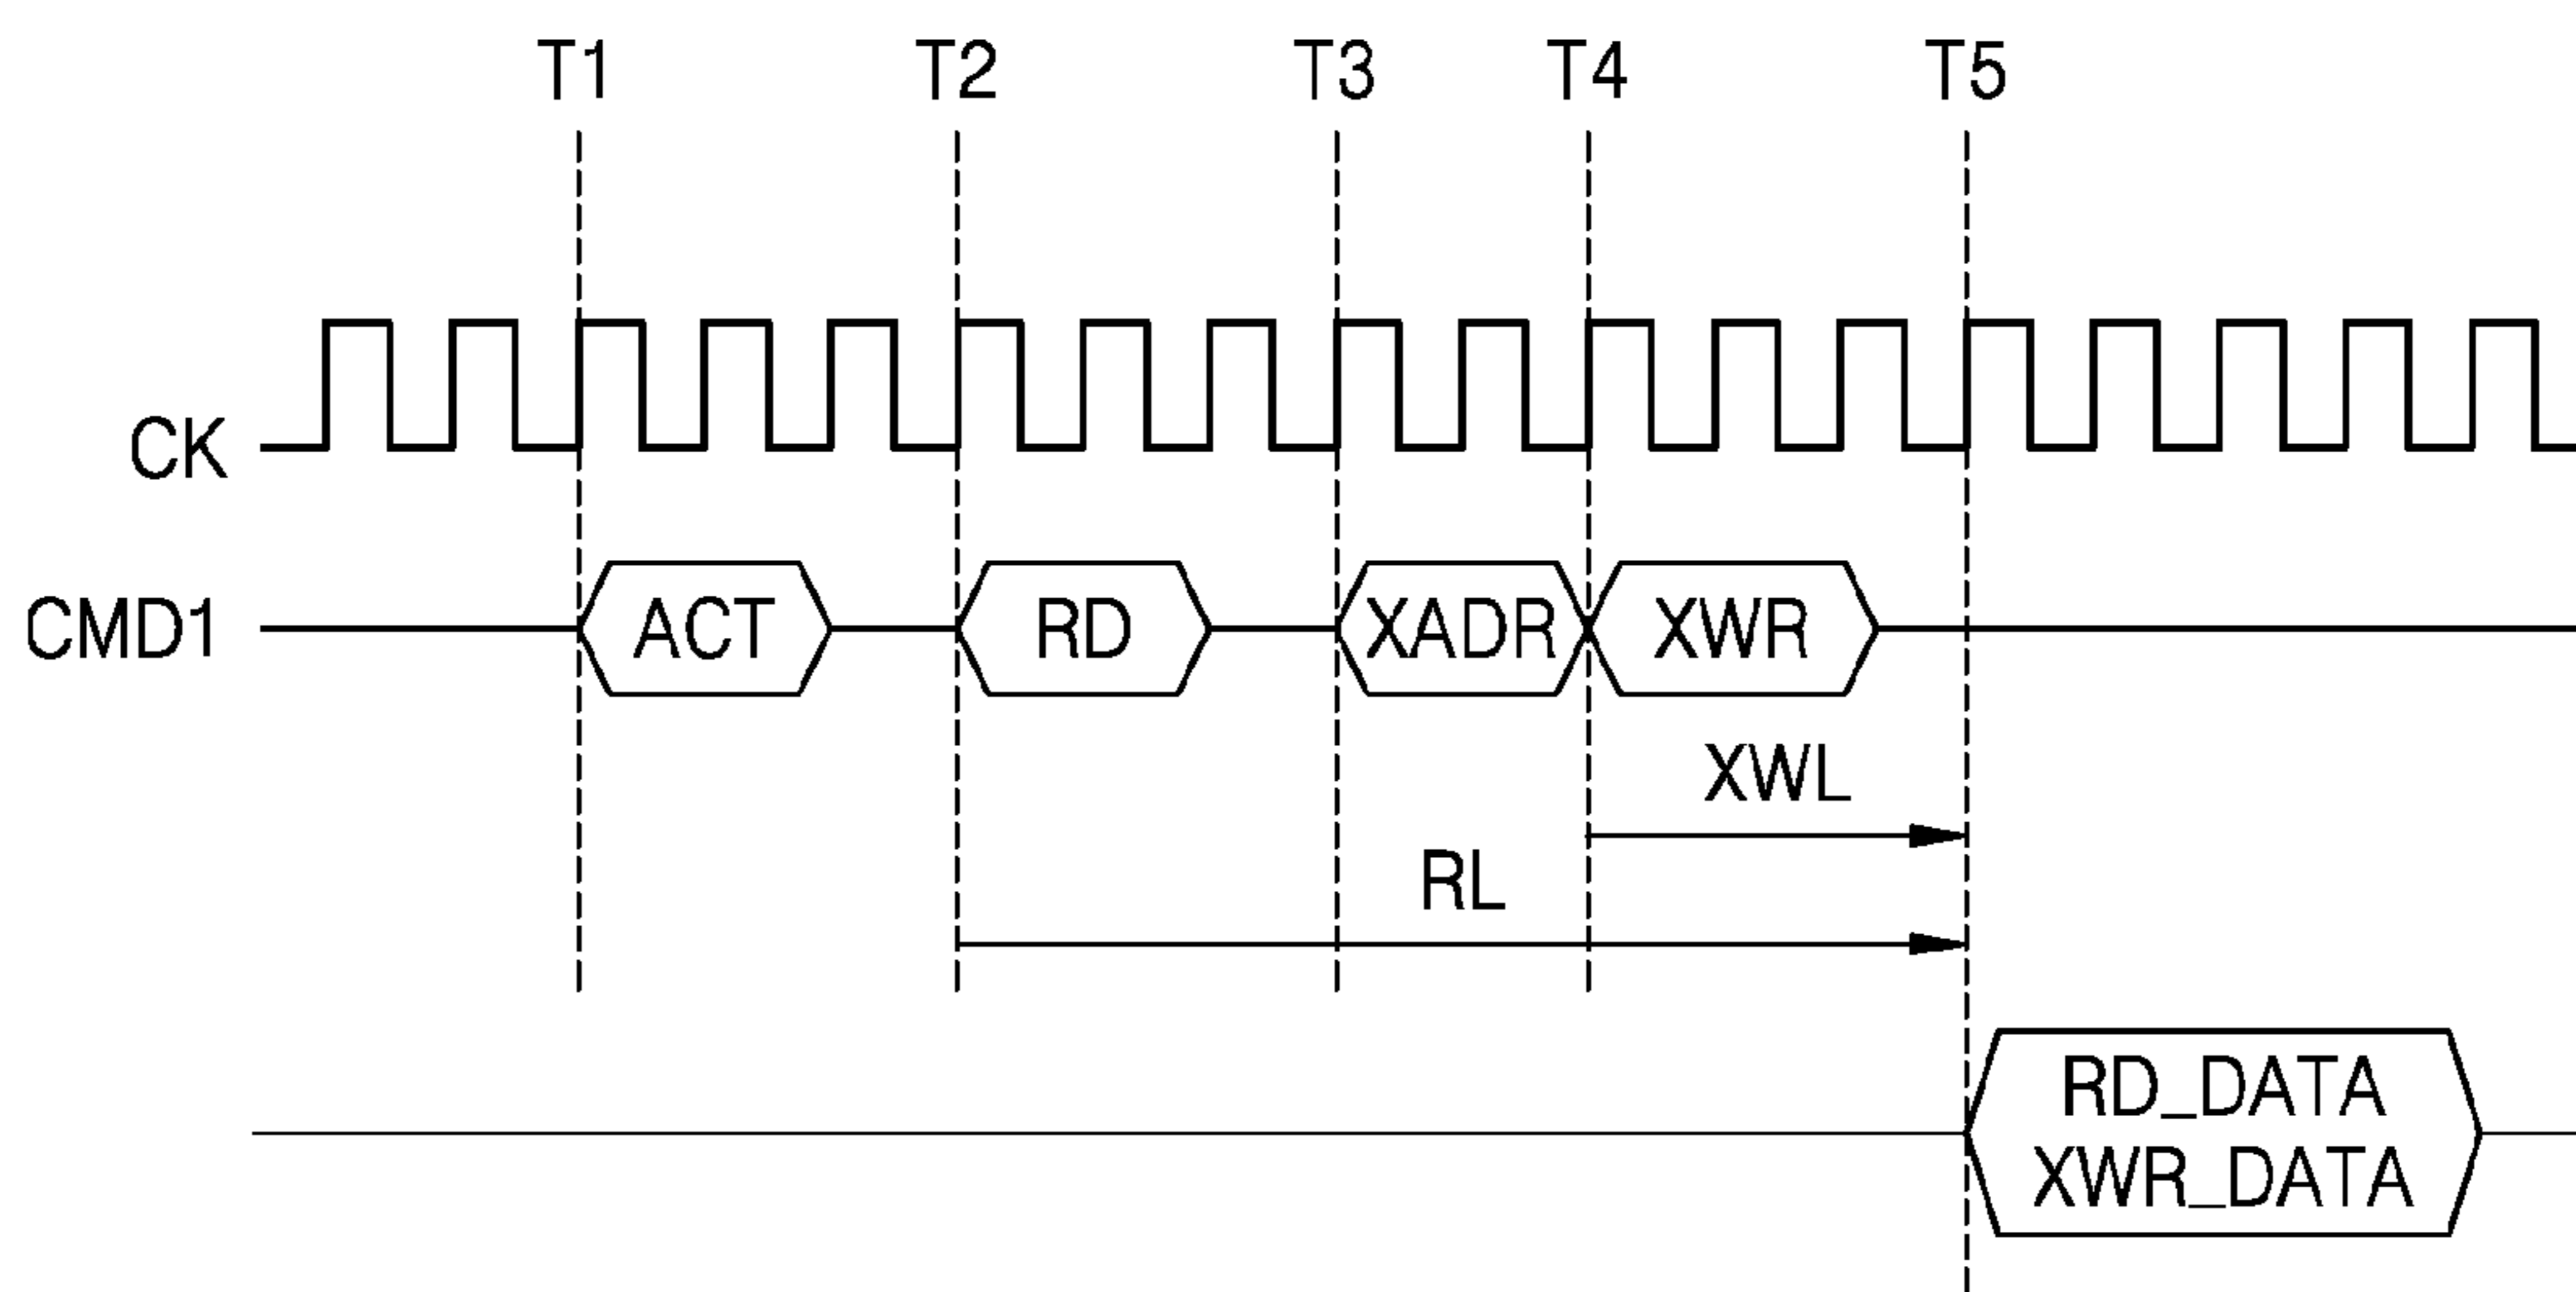 T1 T2 T3 T4 T5
CK
CMD1 ACT RD XADR XWR
XWL
RL
RD_DATA
XWR_DATA